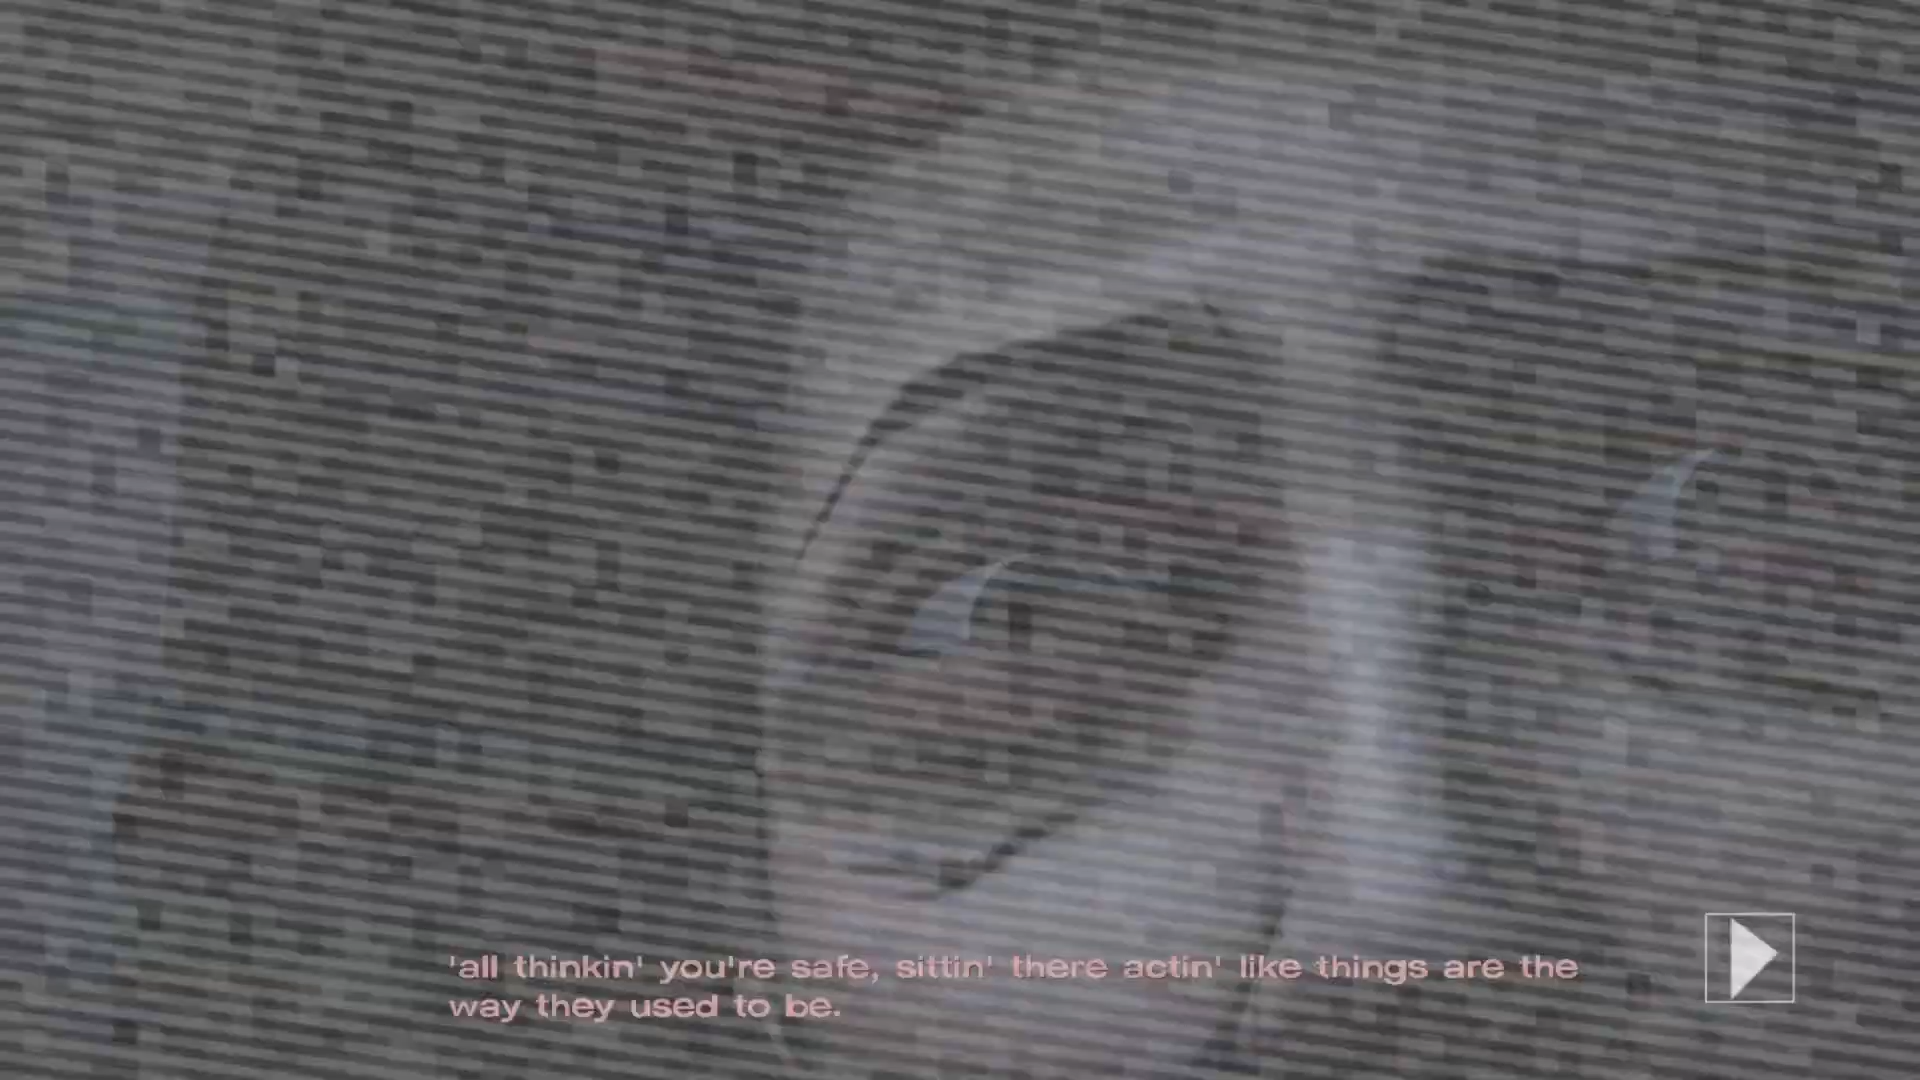 'all thinkin' you're safe, sittin' there actin' like things are the
way they used to be.